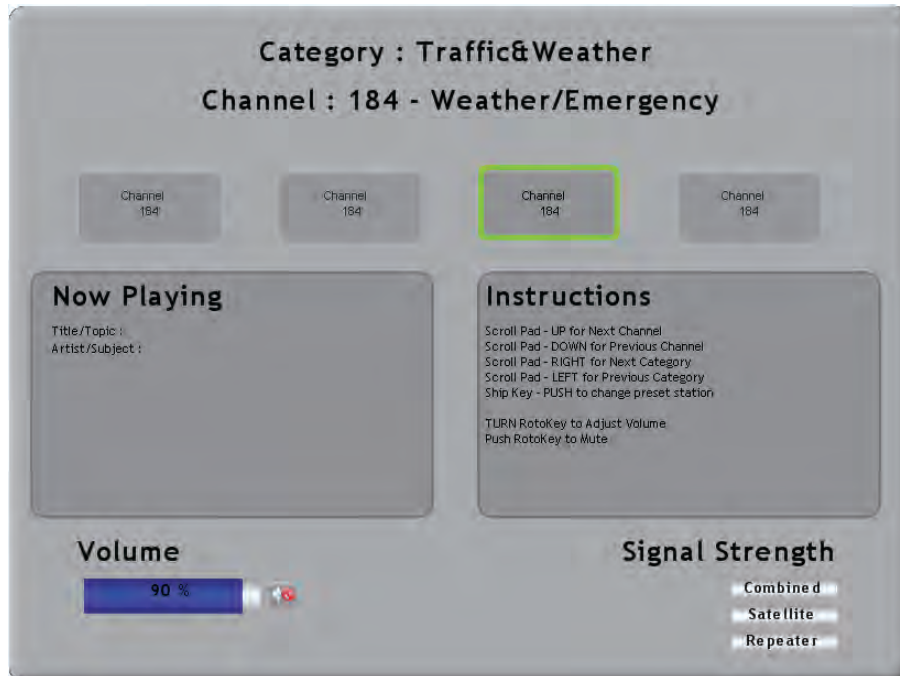 Category : Traffic&Weather
Channel : 184 - Weather/Emergency
Channel
184
Channel
184
Channel
184
Channel
184
Now Playing
Title/Topic :
Artist/Subject :
Instructions
Scroll Pad - UP for Next Channel
Scroll Pad - DOWN for Previous Channel
Scroll Pad - RIGHT for Next Category
Scroll Pad - LEFT for Previous Category
Ship Key - PUSH to change preset station
TURN RotoKey to Adjust Volume
Push RotoKey to Mute
Volume
90 %
Signal Strength
Combined
Satellite
Repeater